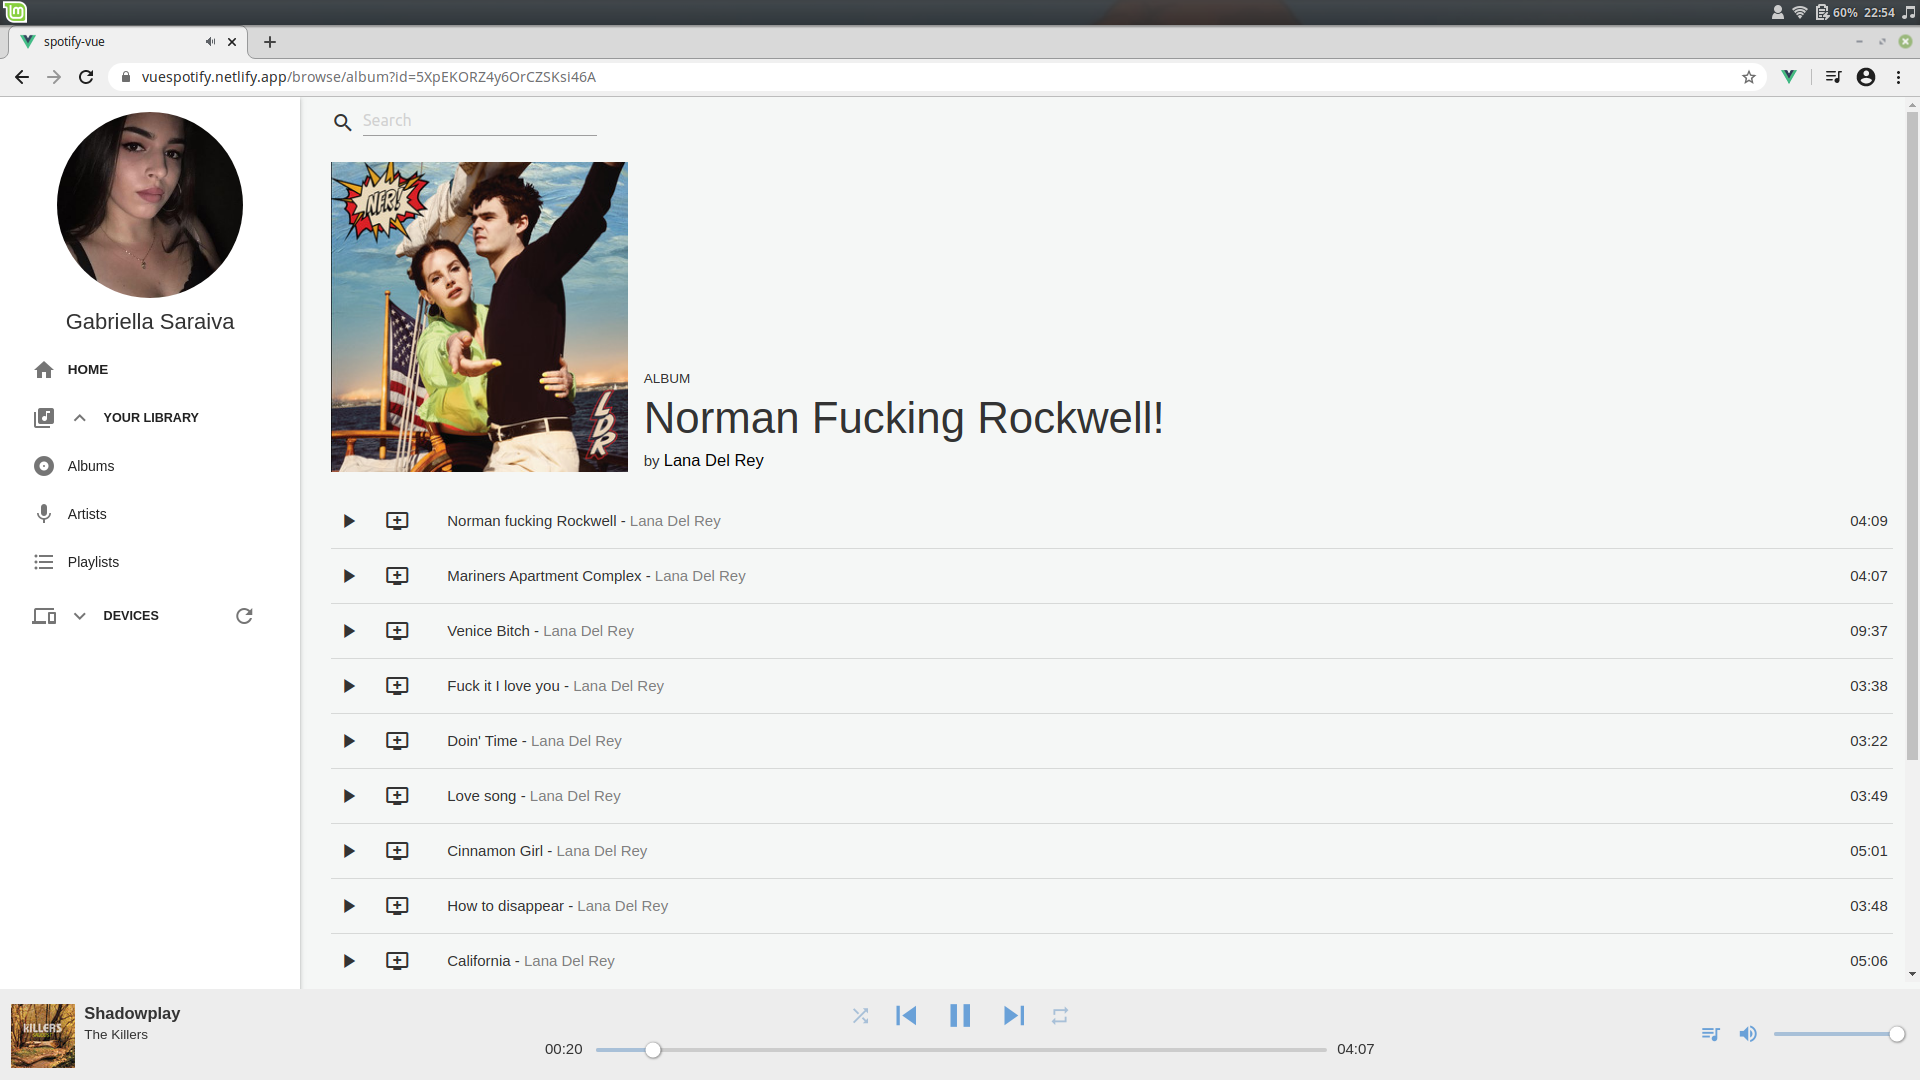 60% 22:54
spotify-vue
vuespotify.netlify.app/browse/album?id=5XpEKORZ4y6OrCZSKsi46A
Search
Gabriella Saraiva
HOME
YOUR LIBRARY
Albums
Artists
Playlists
DEVICES
NFR!
LDR
ALBUM
Norman Fucking Rockwell!
by Lana Del Rey
Norman fucking Rockwell - Lana Del Rey 04:09
Mariners Apartment Complex - Lana Del Rey 04:07
Venice Bitch - Lana Del Rey 09:37
Fuck it I love you - Lana Del Rey 03:38
Doin' Time - Lana Del Rey 03:22
Love song - Lana Del Rey 03:49
Cinnamon Girl - Lana Del Rey 05:01
How to disappear - Lana Del Rey 03:48
California - Lana Del Rey 05:06
KILLERS
Shadowplay
The Killers
00:20 04:07